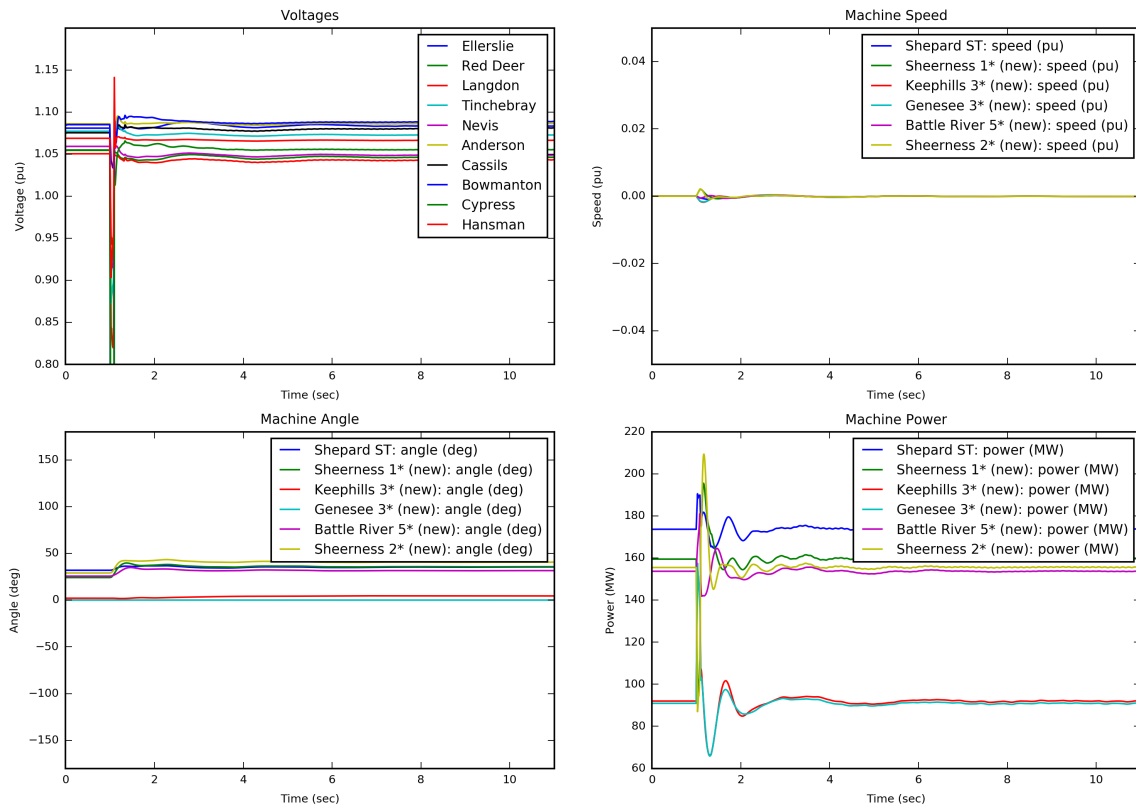 Voltages
1.15
1.10
1.05
1.00
0.95
0.90
0.85
0.80
Voltage (pu)
Ellerslie
Red Deer
Langdon
Tinchebray
Nevis
Anderson
Cassils
Bowmanton
Cypress
Hansman
0 2 4 6 8 10
Time (sec)
Machine Speed
0.04
0.02
0.00
−0.02
−0.04
Speed (pu)
Shepard ST: speed (pu)
Sheerness 1* (new): speed (pu)
Keephills 3* (new): speed (pu)
Genesee 3* (new): speed (pu)
Battle River 5* (new): speed (pu)
Sheerness 2* (new): speed (pu)
0 2 4 6 8 10
Time (sec)
Machine Angle
150
100
50
0
−50
−100
−150
Angle (deg)
Shepard ST: angle (deg)
Sheerness 1* (new): angle (deg)
Keephills 3* (new): angle (deg)
Genesee 3* (new): angle (deg)
Battle River 5* (new): angle (deg)
Sheerness 2* (new): angle (deg)
0 2 4 6 8 10
Time (sec)
Machine Power
220
200
180
160
140
120
100
80
60
Power (MW)
Shepard ST: power (MW)
Sheerness 1* (new): power (MW)
Keephills 3* (new): power (MW)
Genesee 3* (new): power (MW)
Battle River 5* (new): power (MW)
Sheerness 2* (new): power (MW)
0 2 4 6 8 10
Time (sec)